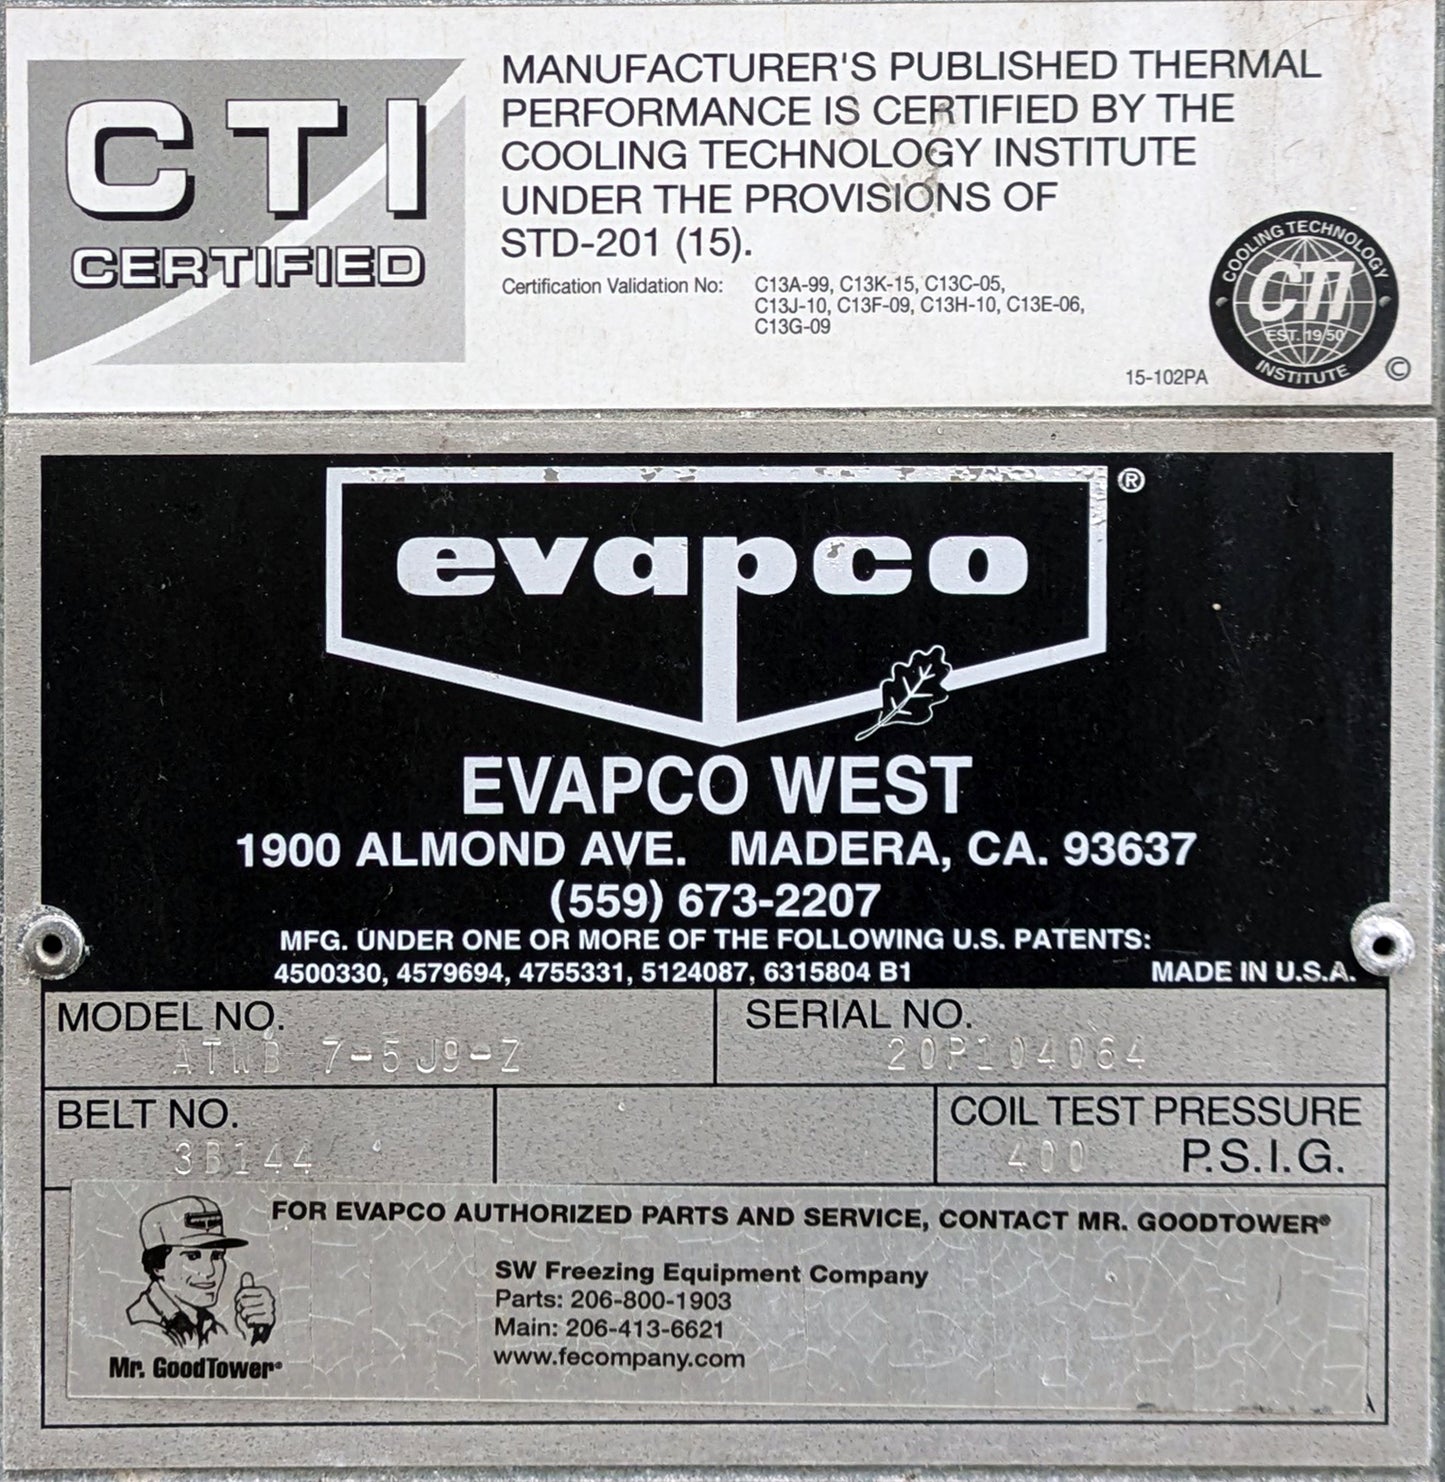 CTI
CERTIFIED
MANUFACTURER'S PUBLISHED THERMAL
PERFORMANCE IS CERTIFIED BY THE
COOLING TECHNOLOGY INSTITUTE
UNDER THE PROVISIONS OF
STD-201 (15).
Certification Validation No: C13A-99, C13K-15, C13C-05,
C13J-10, C13F-09, C13H-10, C13E-06,
C13G-09
15-102PA
COOLING TECHNOLOGY
CTI
EST. 1950
INSTITUTE
©
evapco®
EVAPCO WEST
1900 ALMOND AVE. MADERA, CA. 93637
(559) 673-2207
MFG. UNDER ONE OR MORE OF THE FOLLOWING U.S. PATENTS:
4500330, 4579694, 4755331, 5124087, 6315804 B1 MADE IN U.S.A.
MODEL NO.
ATWB 7-5J9-Z
SERIAL NO.
20P104064
BELT NO.
3B144
COIL TEST PRESSURE
400 P.S.I.G.
FOR EVAPCO AUTHORIZED PARTS AND SERVICE, CONTACT MR. GOODTOWER®
SW Freezing Equipment Company
Parts: 206-800-1903
Main: 206-413-6621
www.fecompany.com
Mr. GoodTower®